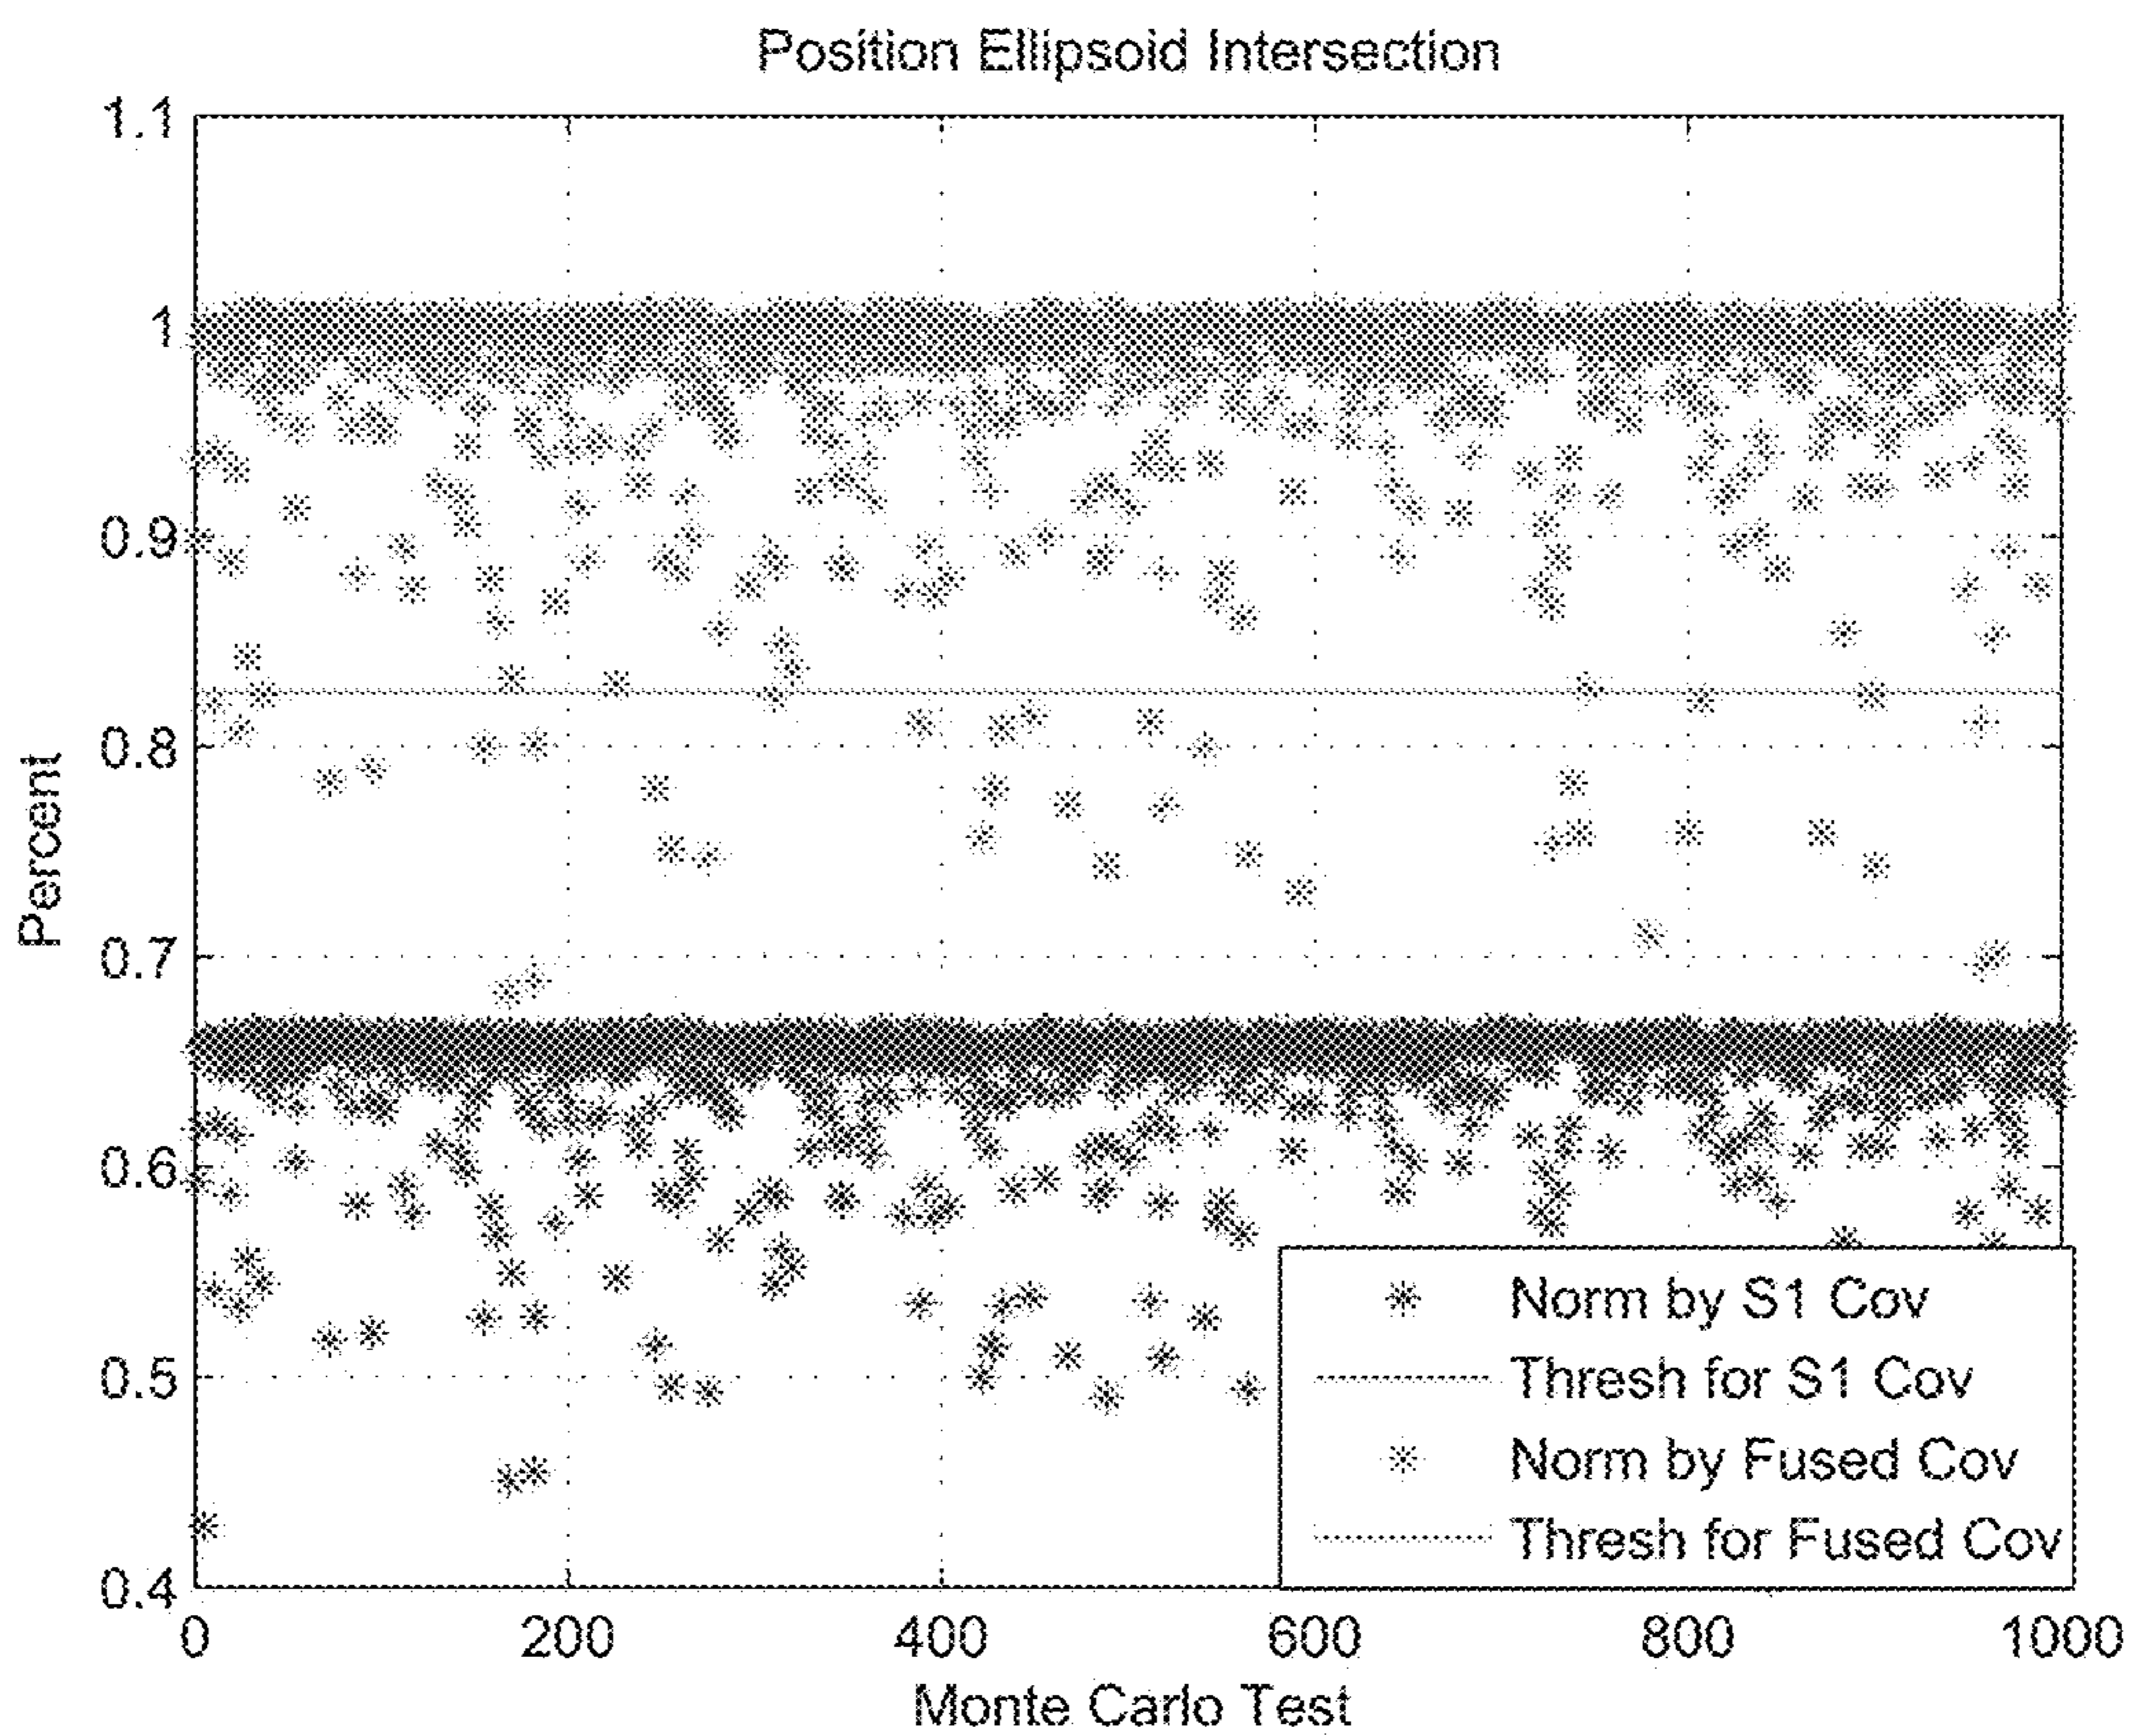 Position Ellipsoid Intersection
1.1
1
0.9
0.8
0.7
0.6
0.5
0.4
Percent
Norm by S1 Cov
Thresh for S1 Cov
Norm by Fused Cov
Thresh for Fused Cov
0 200 400 600 800 1000
Monte Carlo Test